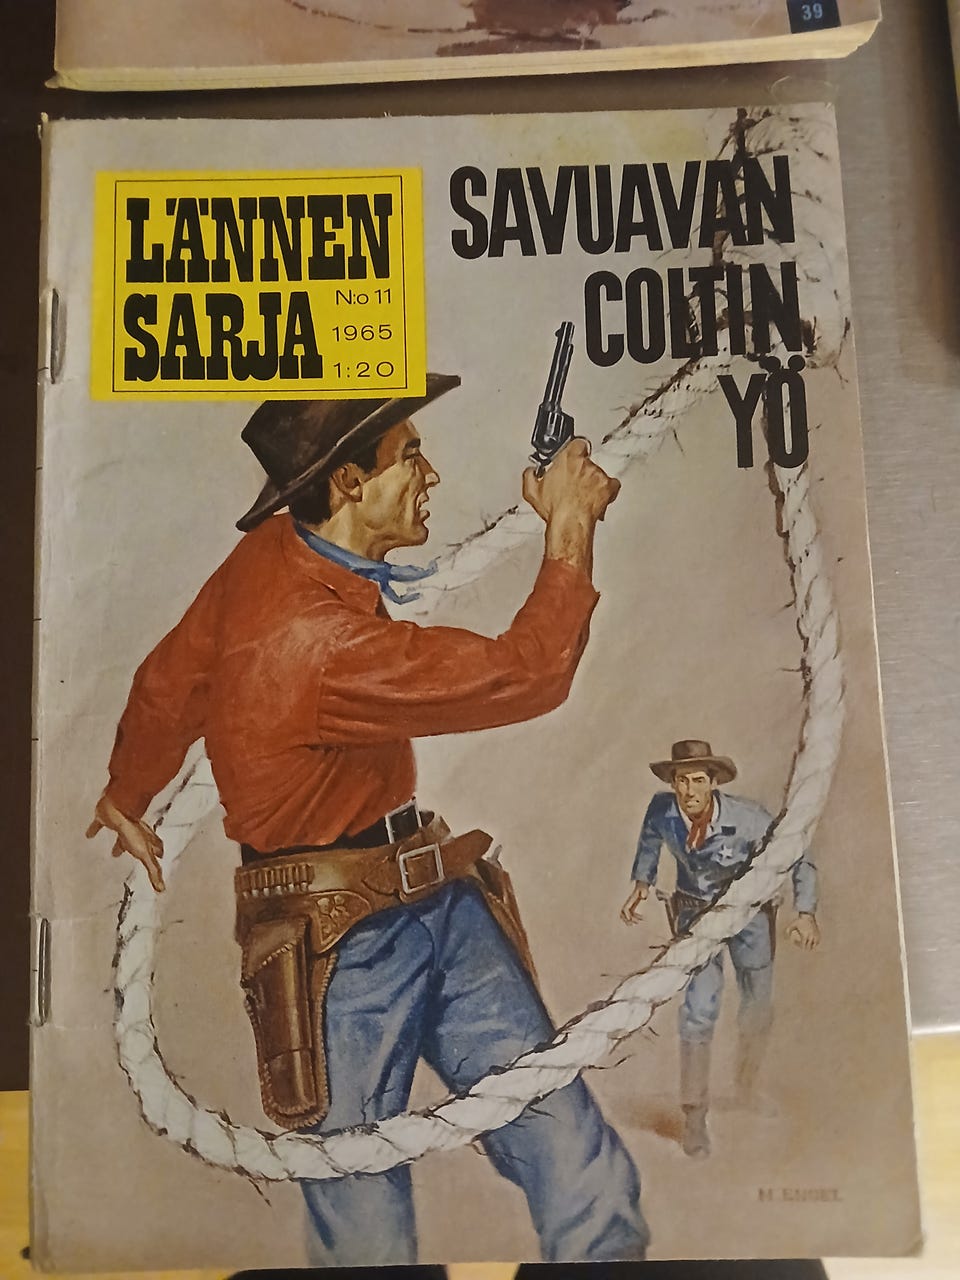 39
LÄNNEN
SARJA
N:o 11
1965
1:20
SAVUAVAN
COLTIN
YÖ
M. ENGEL